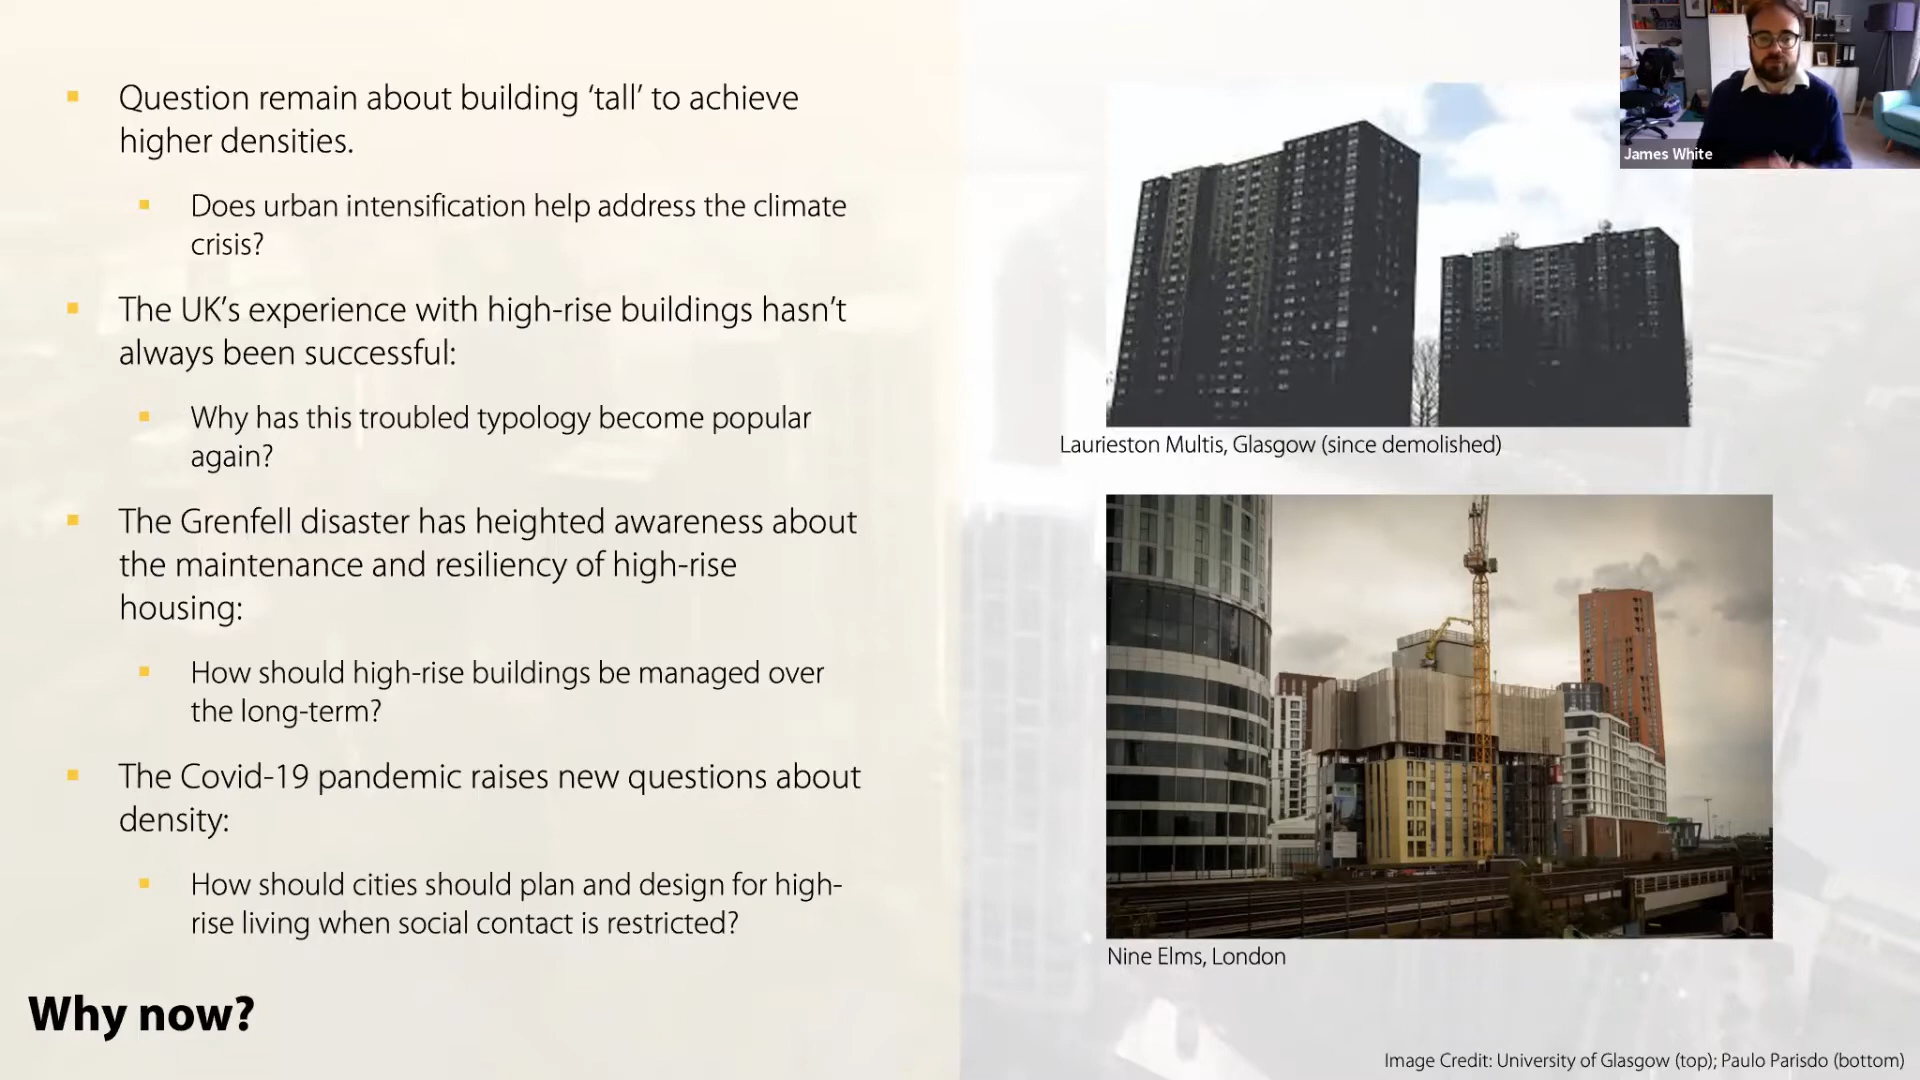 Question remain about building ‘tall’ to achieve
higher densities.
Does urban intensification help address the climate
crisis?
The UK’s experience with high-rise buildings hasn’t
always been successful:
Why has this troubled typology become popular
again?
The Grenfell disaster has heighted awareness about
the maintenance and resiliency of high-rise
housing:
How should high-rise buildings be managed over
the long-term?
The Covid-19 pandemic raises new questions about
density:
How should cities should plan and design for high-
rise living when social contact is restricted?
Why now?
James White
Laurieston Multis, Glasgow (since demolished)
Nine Elms, London
Image Credit: University of Glasgow (top); Paulo Parisdo (bottom)